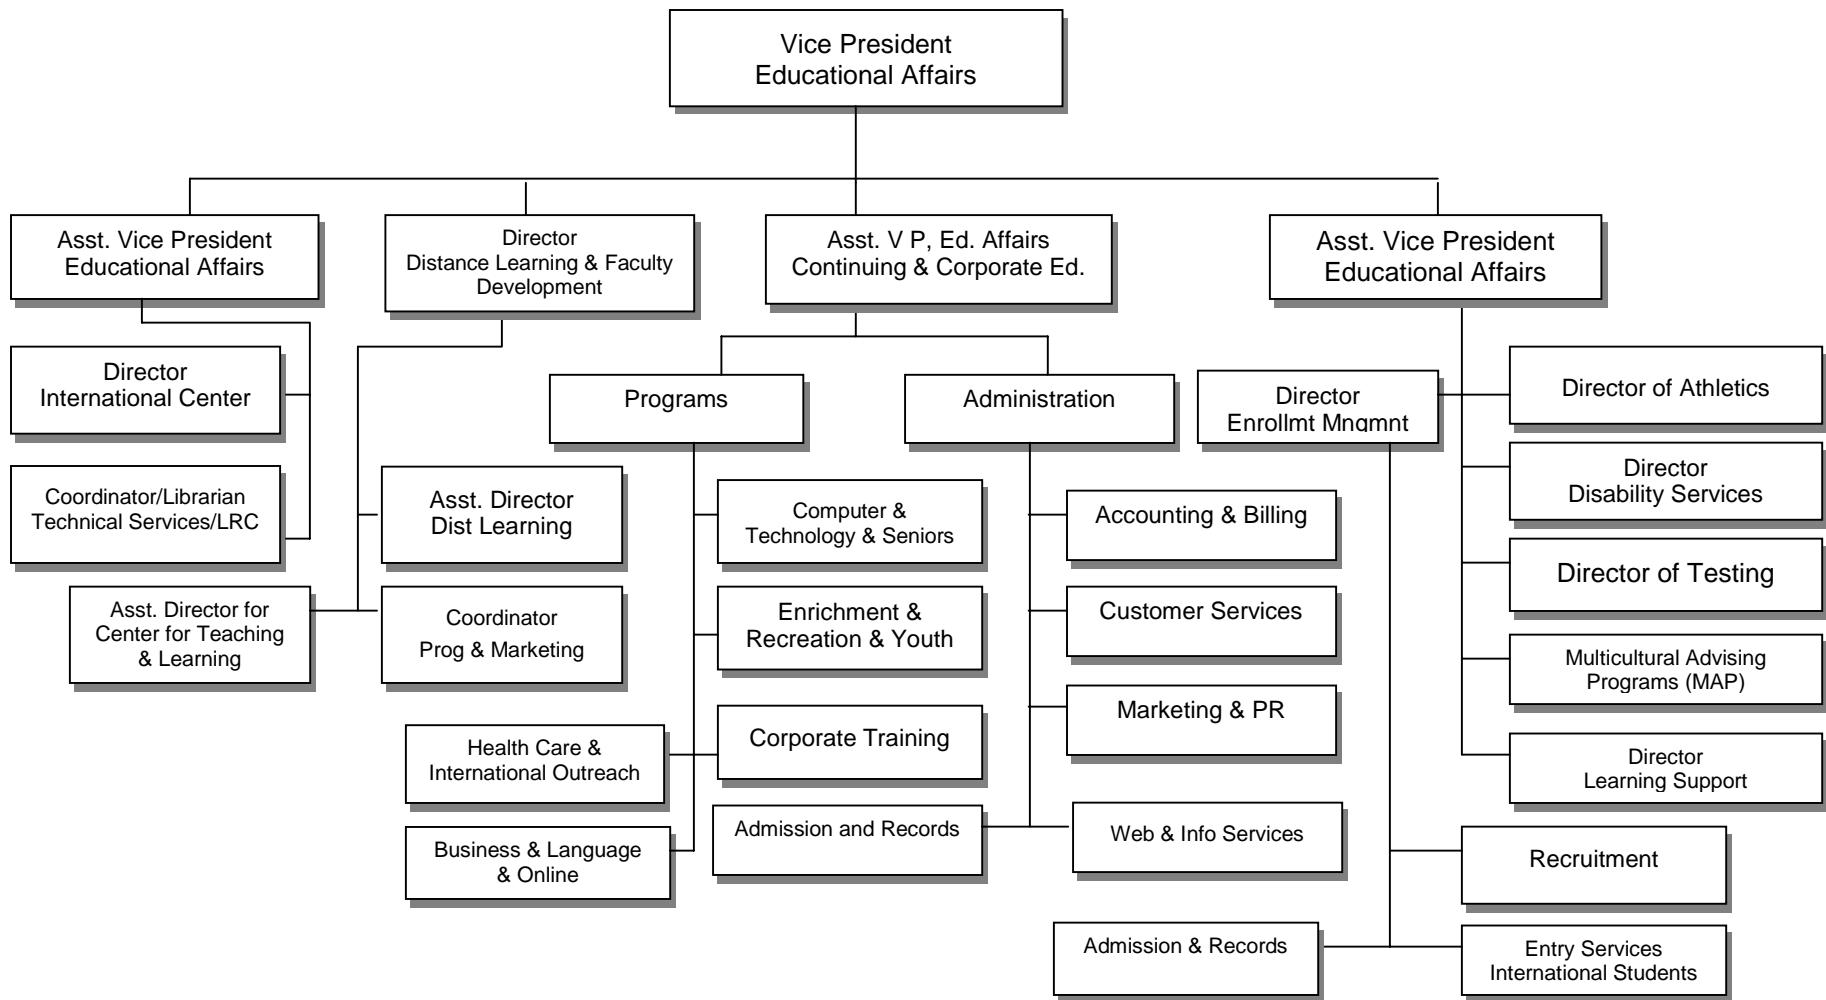 Vice President
Educational Affairs
Asst. Vice President
Educational Affairs
Director
Distance Learning & Faculty
Development
Asst. V P, Ed. Affairs
Continuing & Corporate Ed.
Asst. Vice President
Educational Affairs
Director
International Center
Programs
Administration
Director
Enrollmt Mngmnt
Director of Athletics
Coordinator/Librarian
Technical Services/LRC
Asst. Director
Dist Learning
Computer &
Technology & Seniors
Accounting & Billing
Director
Disability Services
Asst. Director for
Center for Teaching
& Learning
Coordinator
Prog & Marketing
Enrichment &
Recreation & Youth
Customer Services
Director of Testing
Multicultural Advising
Programs (MAP)
Health Care &
International Outreach
Corporate Training
Marketing & PR
Director
Learning Support
Business & Language
& Online
Admission and Records
Web & Info Services
Recruitment
Admission & Records
Entry Services
International Students